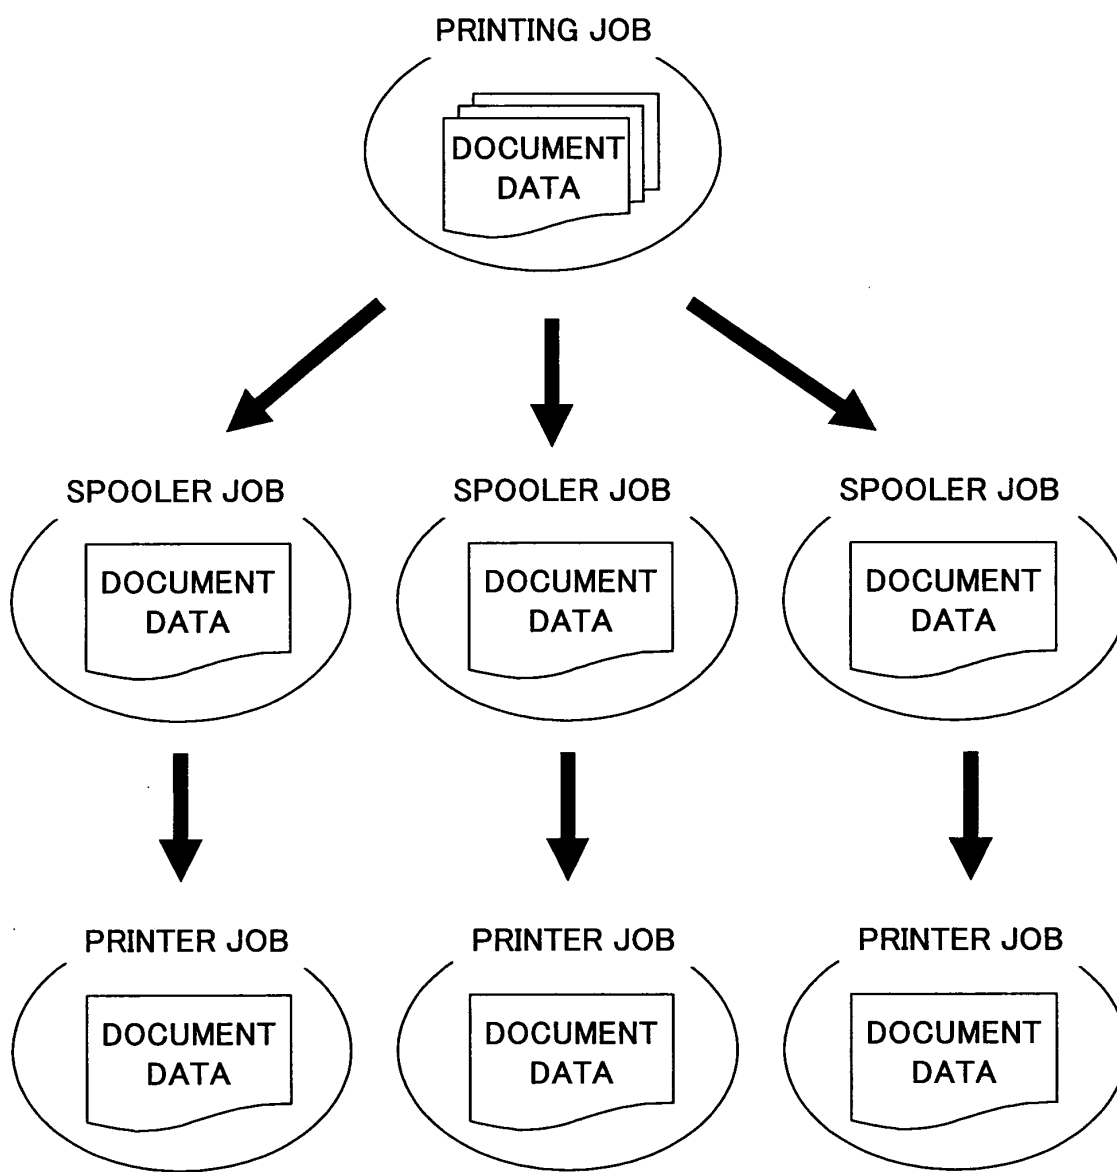 PRINTING JOB
DOCUMENT
DATA
SPOOLER JOB
SPOOLER JOB
SPOOLER JOB
DOCUMENT
DATA
DOCUMENT
DATA
DOCUMENT
DATA
PRINTER JOB
PRINTER JOB
PRINTER JOB
DOCUMENT
DATA
DOCUMENT
DATA
DOCUMENT
DATA